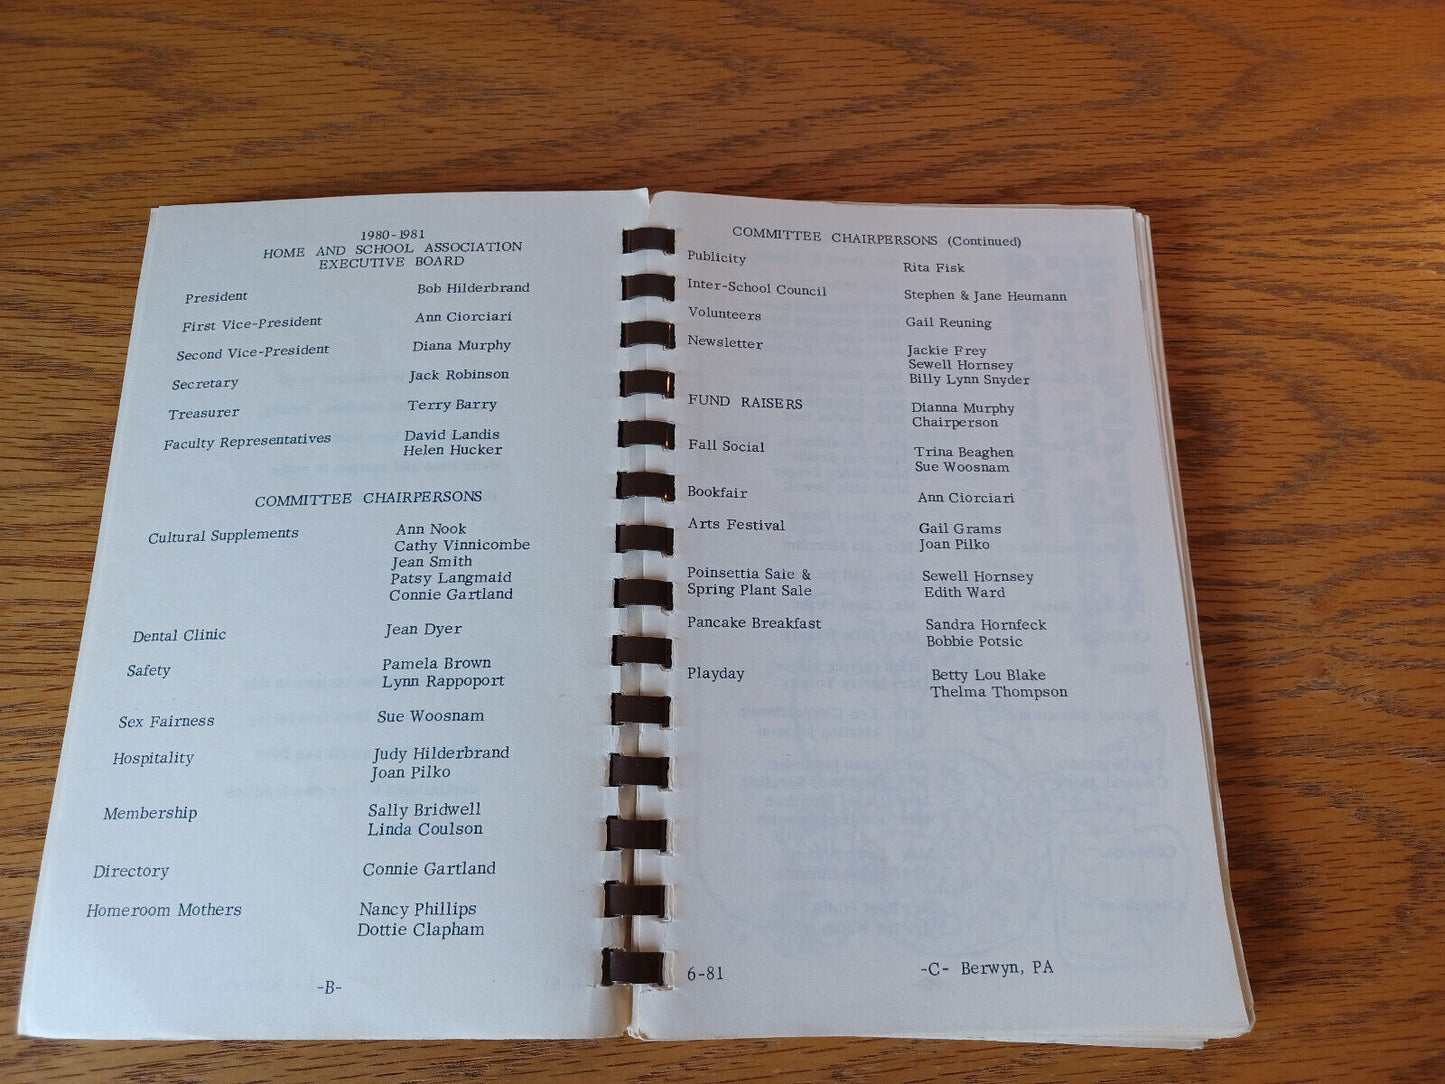 1980-1981
HOME AND SCHOOL ASSOCIATION
EXECUTIVE BOARD
President Bob Hilderbrand
First Vice-President Ann Ciorciari
Second Vice-President Diana Murphy
Secretary Jack Robinson
Treasurer Terry Barry
Faculty Representatives David Landis
Helen Hucker
COMMITTEE CHAIRPERSONS
Cultural Supplements Ann Nook
Cathy Vinnicombe
Jean Smith
Patsy Langmaid
Connie Gartland
Dental Clinic Jean Dyer
Safety Pamela Brown
Lynn Rappoport
Sex Fairness Sue Woosnam
Hospitality Judy Hilderbrand
Joan Pilko
Membership Sally Bridwell
Linda Coulson
Directory Connie Gartland
Homeroom Mothers Nancy Phillips
Dottie Clapham
-B-
COMMITTEE CHAIRPERSONS (Continued)
Publicity Rita Fisk
Inter-School Council Stephen & Jane Heumann
Volunteers Gail Reuning
Newsletter Jackie Frey
Sewell Hornsey
Billy Lynn Snyder
FUND RAISERS Dianna Murphy
Chairperson
Fall Social Trina Beaghen
Sue Woosnam
Bookfair Ann Ciorciari
Arts Festival Gail Grams
Joan Pilko
Poinsettia Sale & Sewell Hornsey
Spring Plant Sale Edith Ward
Pancake Breakfast Sandra Hornfeck
Bobbie Potsic
Playday Betty Lou Blake
Thelma Thompson
6-81 -C- Berwyn, PA